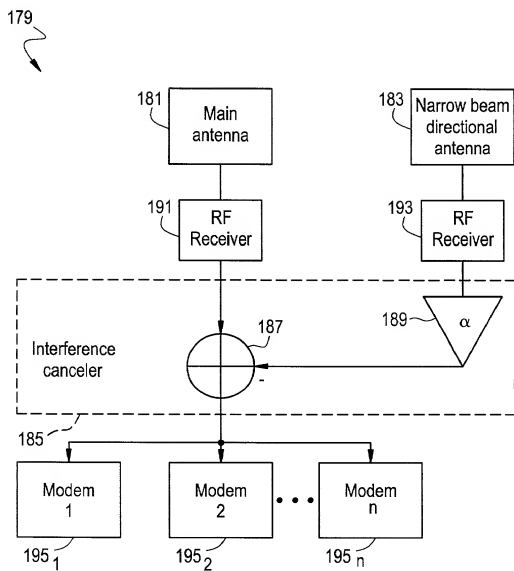 179
181
Main
antenna
183
Narrow beam
directional
antenna
191
RF
Receiver
193
RF
Receiver
187
189
α
Interference
canceler
-
185
Modem
1
Modem
2
• • •
Modem
n
195 1
195 2
195 n